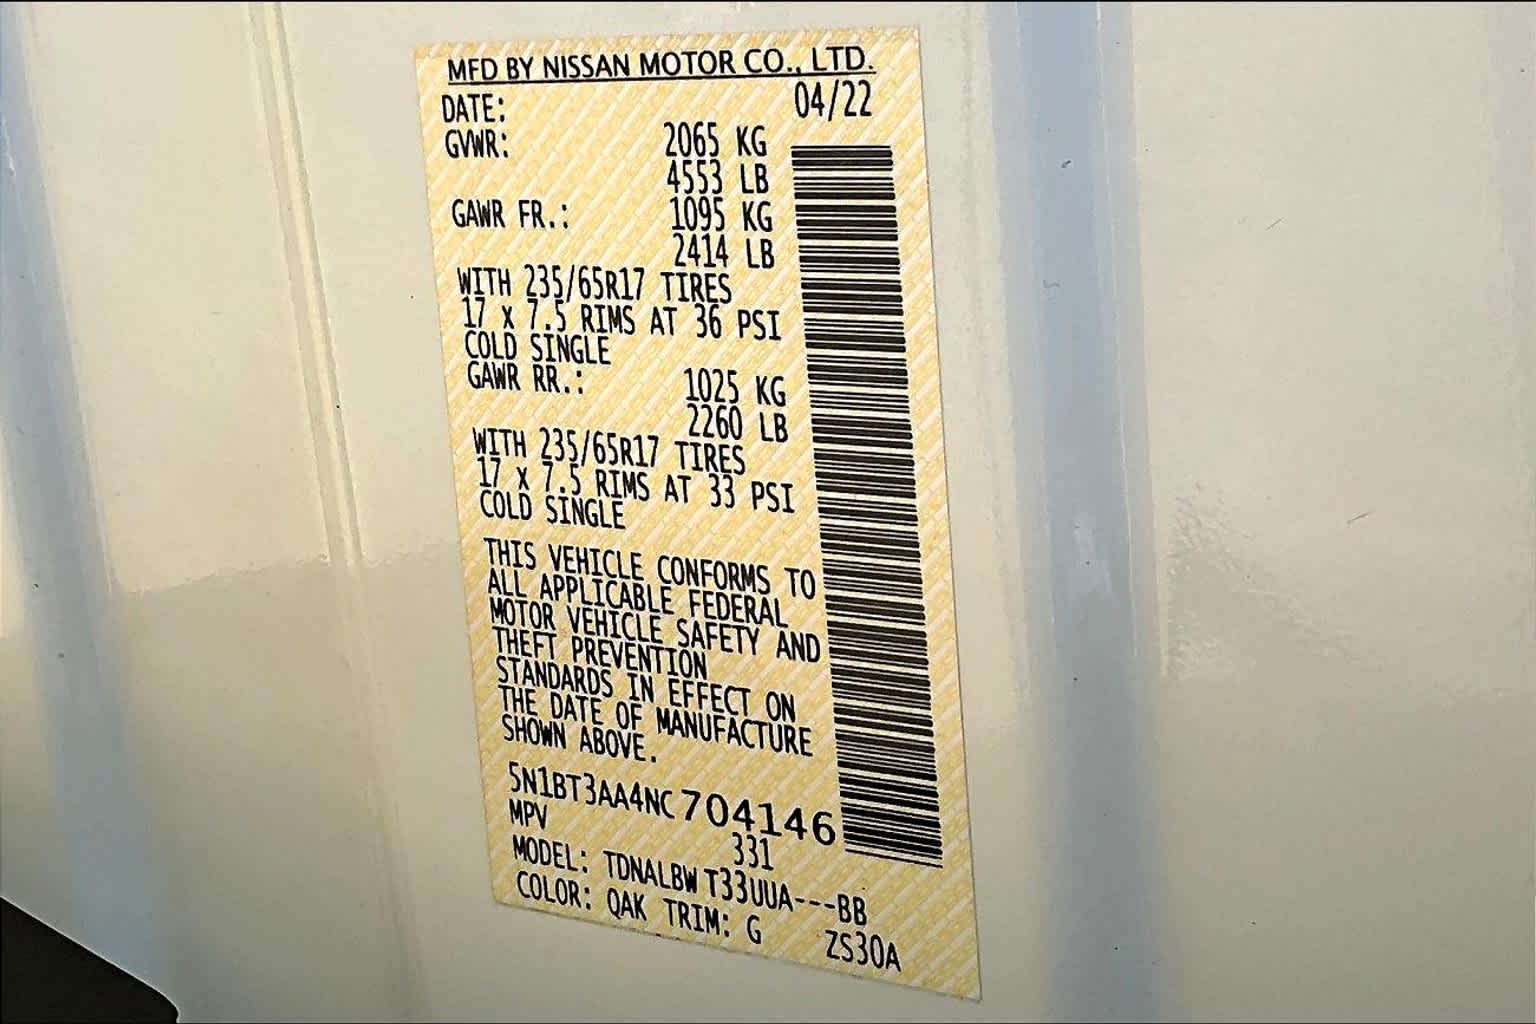 MFD BY NISSAN MOTOR CO., LTD.
DATE: 04/22
GVWR: 2065 KG
4553 LB
GAWR FR.: 1095 KG
2414 LB
WITH 235/65R17 TIRES
17 X 7.5 RIMS AT 36 PSI
COLD SINGLE
GAWR RR.: 1025 KG
2260 LB
WITH 235/65R17 TIRES
17 X 7.5 RIMS AT 33 PSI
COLD SINGLE
THIS VEHICLE CONFORMS TO
ALL APPLICABLE FEDERAL
MOTOR VEHICLE SAFETY AND
THEFT PREVENTION
STANDARDS IN EFFECT ON
THE DATE OF MANUFACTURE
SHOWN ABOVE.
5N1BT3AA4NC704146
MPV 331
MODEL: TDNALBW T33UUA---BB
COLOR: QAK TRIM: G ZS30A